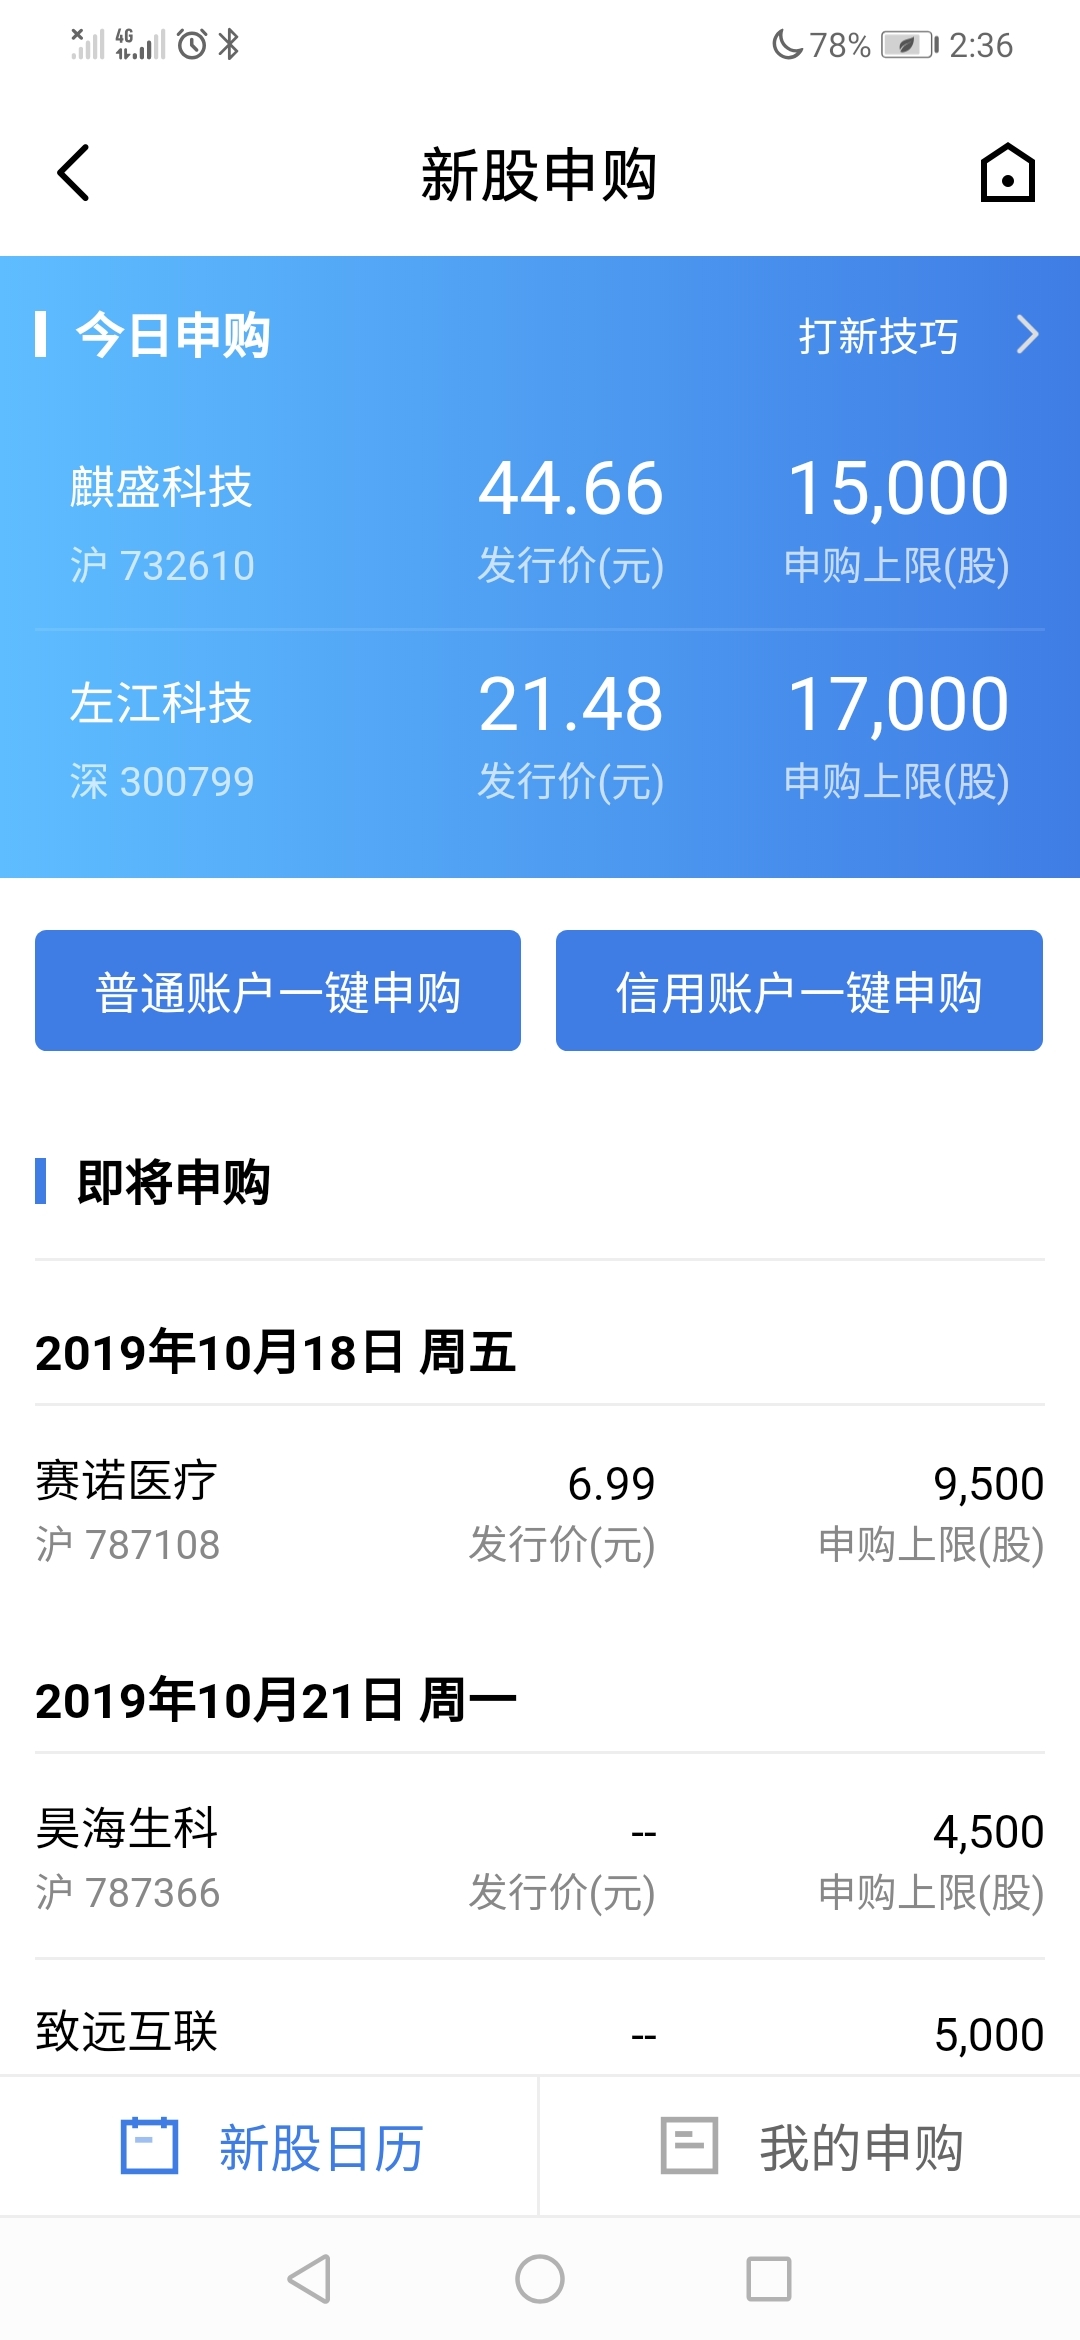 4G 78% 2:36
新股申购
今日申购 打新技巧
麒盛科技 44.66 15,000
沪 732610 发行价(元) 申购上限(股)
左江科技 21.48 17,000
深 300799 发行价(元) 申购上限(股)
普通账户一键申购 信用账户一键申购
即将申购
2019年10月18日 周五
赛诺医疗 6.99 9,500
沪 787108 发行价(元) 申购上限(股)
2019年10月21日 周一
昊海生科 -- 4,500
沪 787366 发行价(元) 申购上限(股)
致远互联 -- 5,000
新股日历 我的申购